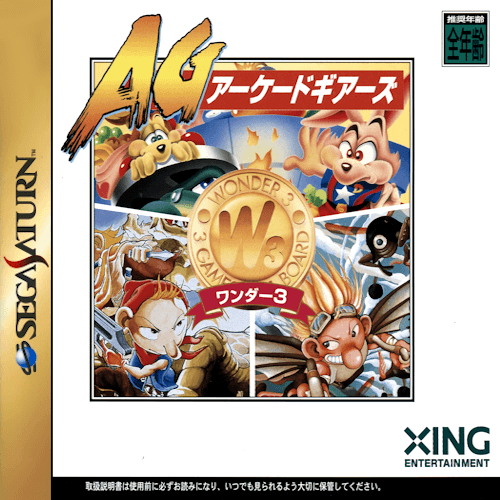 推奨年齢
全年齢
AG
アーケードギアーズ
SEGA SATURN™
WONDER 3
W3
3 GAME BOARD
ワンダー3
XING
ENTERTAINMENT
取扱説明書は使用前に必ずお読みになり、いつでも見られるよう大切に保管してください。